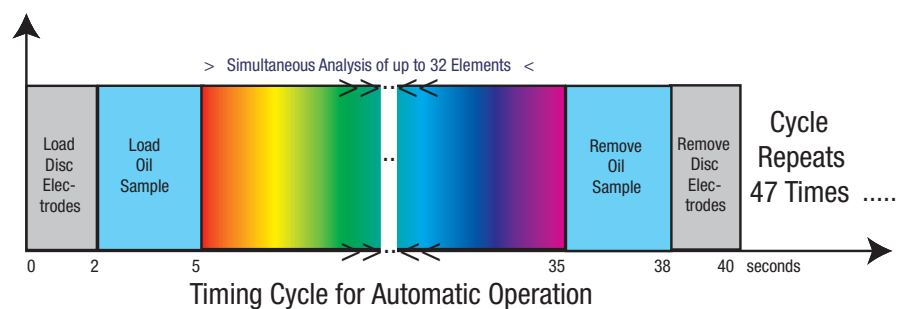 > Simultaneous Analysis of up to 32 Elements <
Load
Disc
Elec-
trodes
Load
Oil
Sample
Remove
Oil
Sample
Remove
Disc
Elec-
trodes
Cycle
Repeats
47 Times .....
0 2 5 35 38 40 seconds
Timing Cycle for Automatic Operation